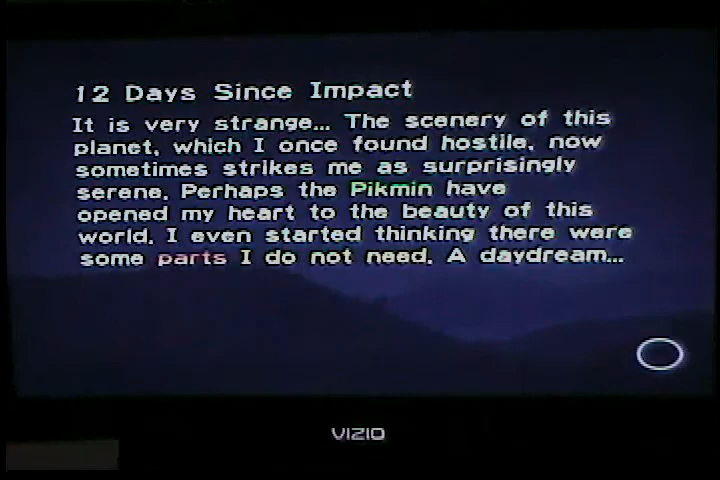 12 Days Since Impact
It is very strange... The scenery of this
planet, which I once found hostile, now
sometimes strikes me as surprisingly
serene. Perhaps the Pikmin have
opened my heart to the beauty of this
world. I even started thinking there were
some parts I do not need. A daydream...
VIZIO